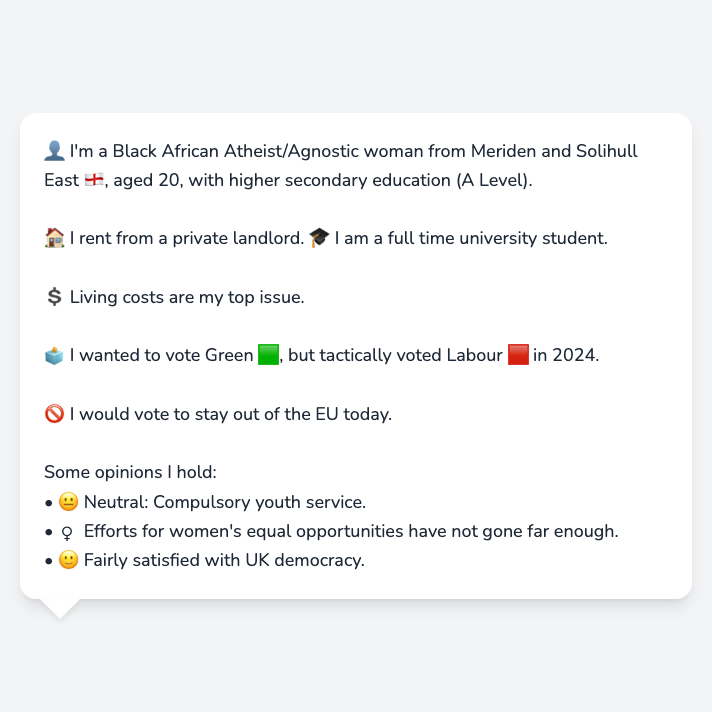 👤 I'm a Black African Atheist/Agnostic woman from Meriden and Solihull
East 🏴󠁧󠁢󠁥󠁮󠁧󠁿, aged 20, with higher secondary education (A Level).
🏠 I rent from a private landlord. 🎓 I am a full time university student.
💲 Living costs are my top issue.
🗳️ I wanted to vote Green 🟩, but tactically voted Labour 🟥 in 2024.
🚫 I would vote to stay out of the EU today.
Some opinions I hold:
• 😐 Neutral: Compulsory youth service.
• ♀ Efforts for women's equal opportunities have not gone far enough.
• 🙂 Fairly satisfied with UK democracy.